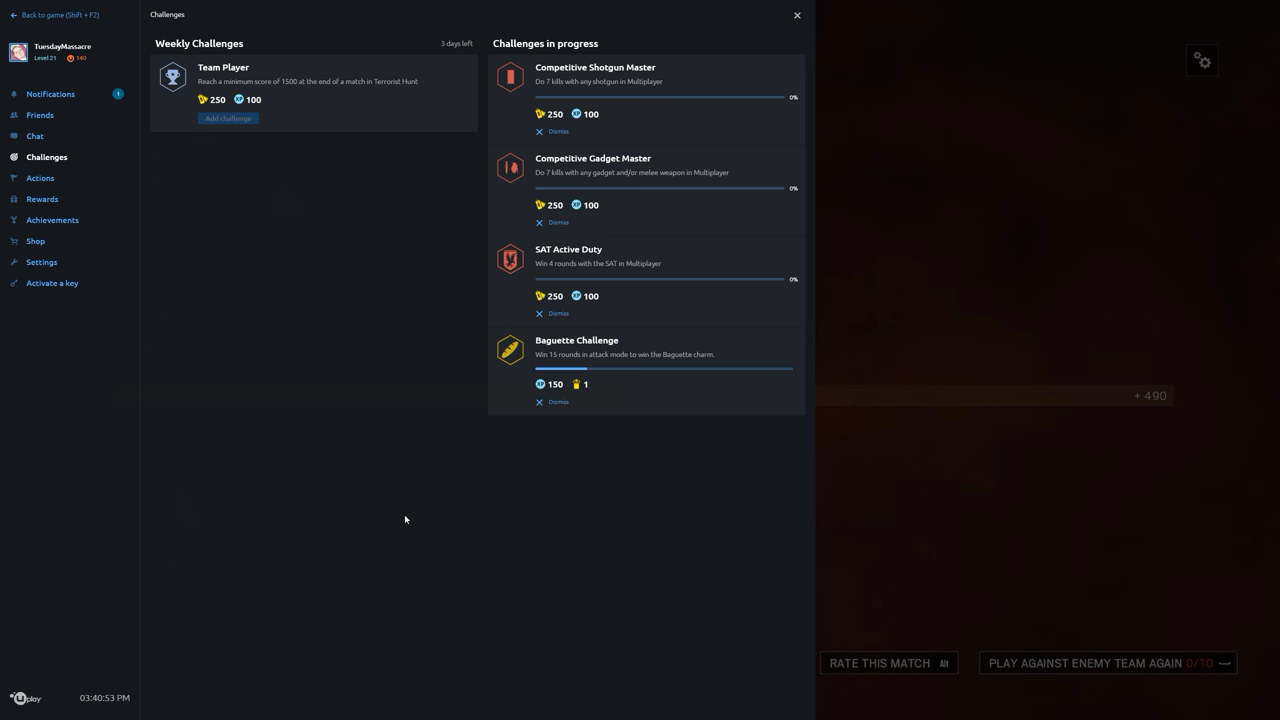 Back to game (Shift + F2)
TuesdayMassacre
Level 21 140
Notifications 1
Friends
Chat
Challenges
Actions
Rewards
Achievements
Shop
Settings
Activate a key
uplay 03:40:53 PM
Challenges
Weekly Challenges 3 days left
Team Player
Reach a minimum score of 1500 at the end of a match in Terrorist Hunt
250 XP 100
Add challenge
Challenges in progress
Competitive Shotgun Master
Do 7 kills with any shotgun in Multiplayer
0%
250 XP 100
Dismiss
Competitive Gadget Master
Do 7 kills with any gadget and/or melee weapon in Multiplayer
0%
250 XP 100
Dismiss
SAT Active Duty
Win 4 rounds with the SAT in Multiplayer
0%
250 XP 100
Dismiss
Baguette Challenge
Win 15 rounds in attack mode to win the Baguette charm.
XP 150 1
Dismiss
+ 490
RATE THIS MATCH Alt
PLAY AGAINST ENEMY TEAM AGAIN 0/10